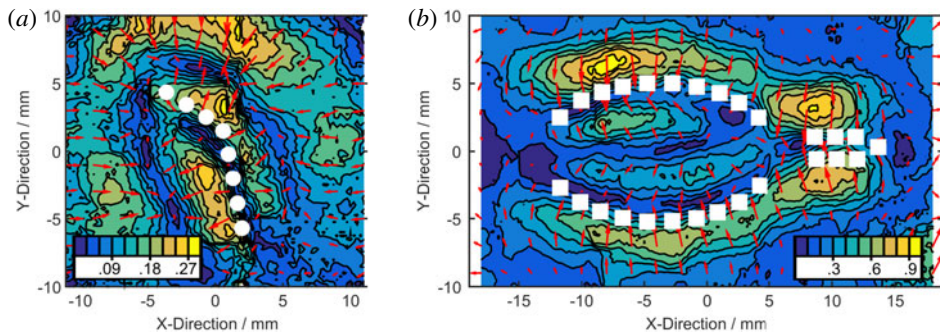 (a)
10
5
0
-5
-10
Y-Direction / mm
.09 .18 .27
-10 -5 0 5 10
X-Direction / mm
(b)
10
5
0
-5
-10
Y-Direction / mm
.3 .6 .9
-15 -10 -5 0 5 10 15
X-Direction / mm